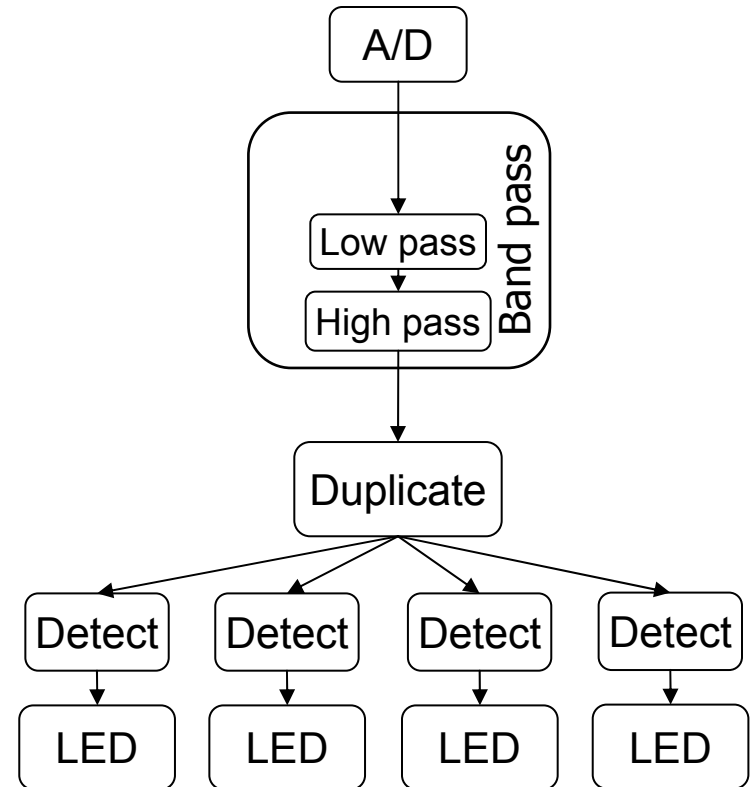 A/D
Band pass
Low pass
High pass
Duplicate
Detect Detect Detect Detect
LED LED LED LED